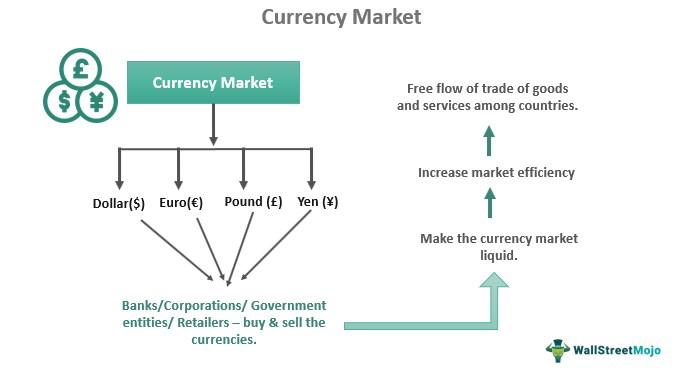 Currency Market
£
$ ¥
Currency Market
Dollar($) Euro(€) Pound (£) Yen (¥)
Banks/Corporations/ Government
entities/ Retailers – buy & sell the
currencies.
Free flow of trade of goods
and services among countries.
Increase market efficiency
Make the currency market
liquid.
WallStreetMojo